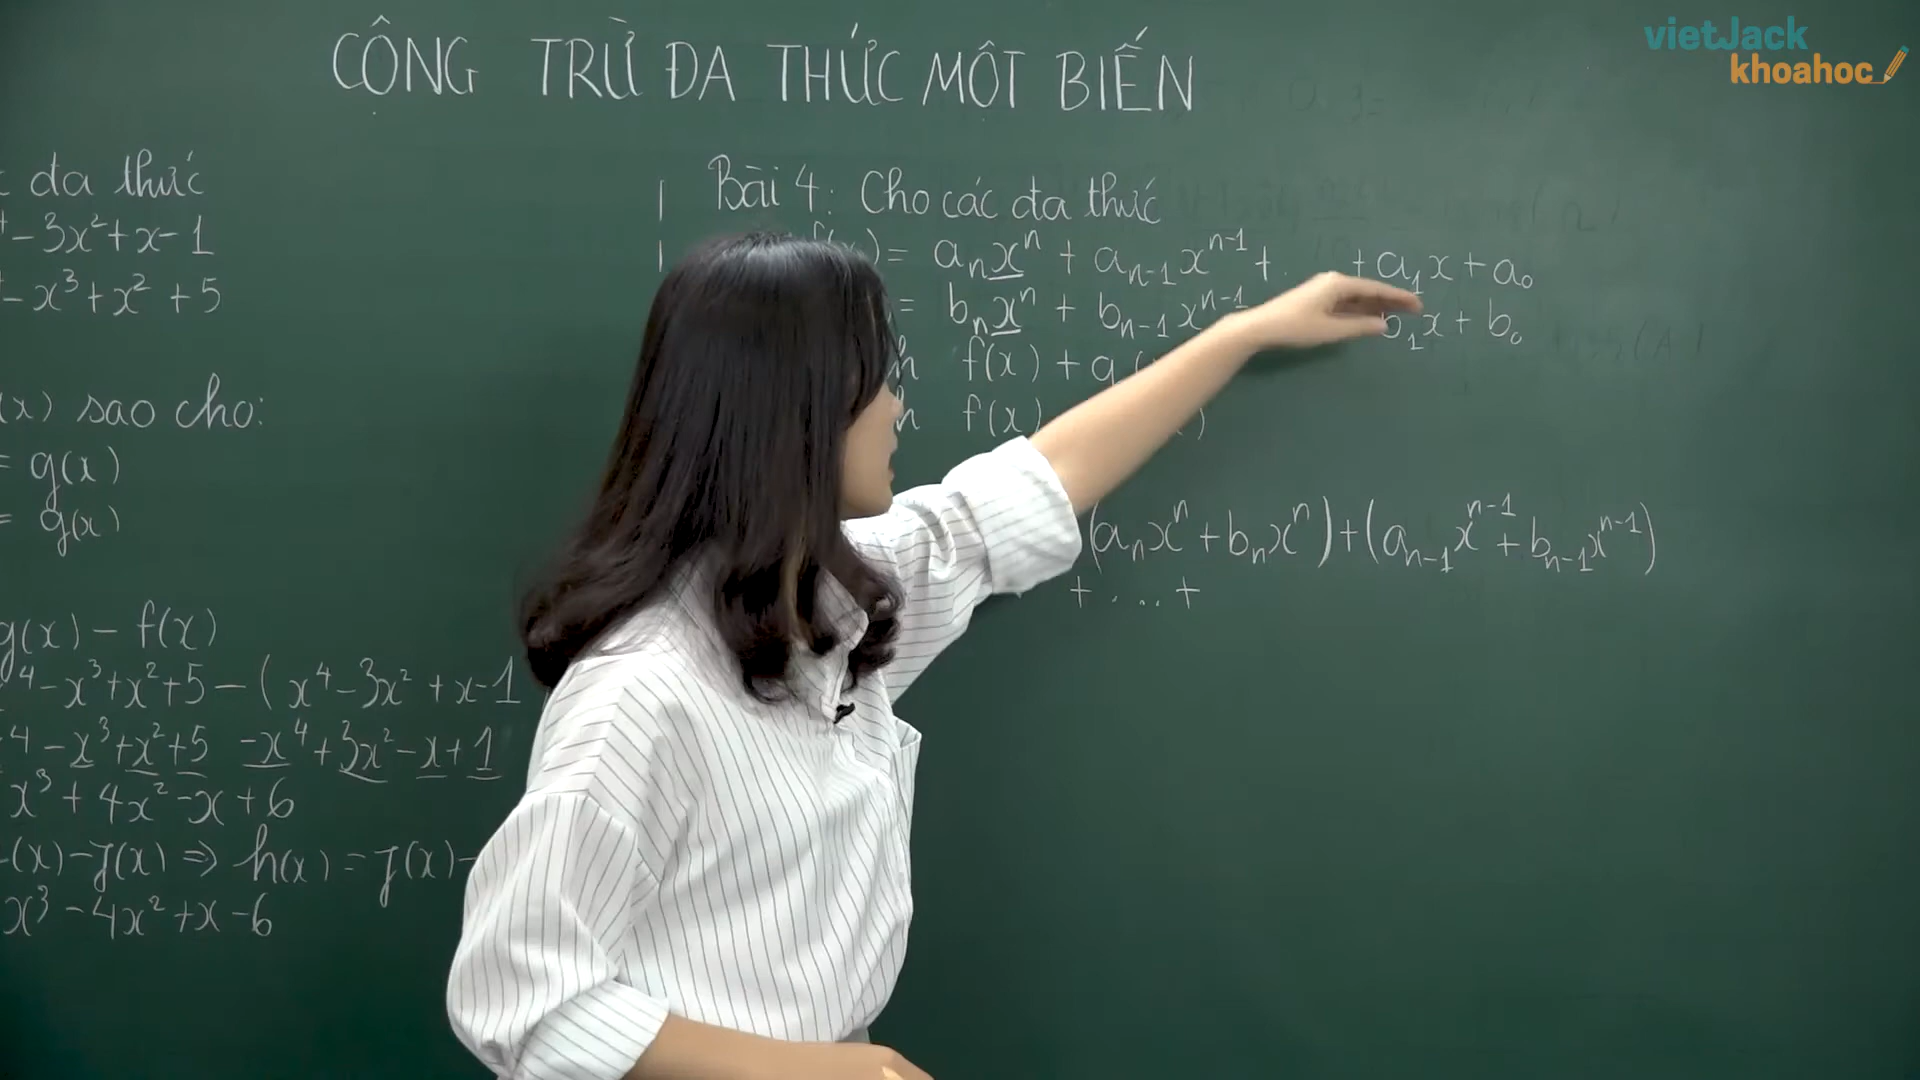 vietJack
khoahoc
CỘNG TRỪ ĐA THỨC MỘT BIẾN
đa thức
- 3x² + x - 1
- x³ + x² + 5
(x) sao cho:
= g(x)
= g(x)
g(x) - f(x)
⁴ - x³ + x² + 5 - (x⁴ - 3x² + x - 1
⁴ - x³ + x² + 5 - x⁴ + 3x² - x + 1
x³ + 4x² - x + 6
(x) - g(x) ⇒ h(x) = f(x) -
x³ - 4x² + x - 6
Bài 4: Cho các đa thức
= aₙxⁿ + aₙ₋₁xⁿ⁻¹ + + a₁x + a₀
= bₙxⁿ + bₙ₋₁xⁿ⁻¹ b₁x + b₀
f(x) + g(
f(x)
(aₙxⁿ + bₙxⁿ) + (aₙ₋₁xⁿ⁻¹ + bₙ₋₁xⁿ⁻¹)
+ ... +